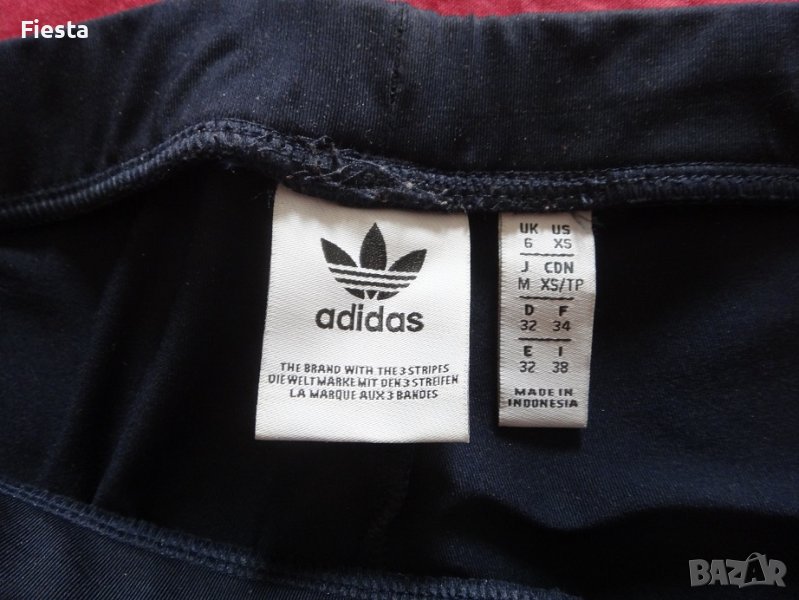 Fiesta
adidas
THE BRAND WITH THE 3 STRIPES
DIE WELTMARKE MIT DEN 3 STREIFEN
LA MARQUE AUX 3 BANDES
UK US
6 XS
J CDN
M XS/TP
D F
32 34
E I
32 38
MADE IN
INDONESIA
BAZAR